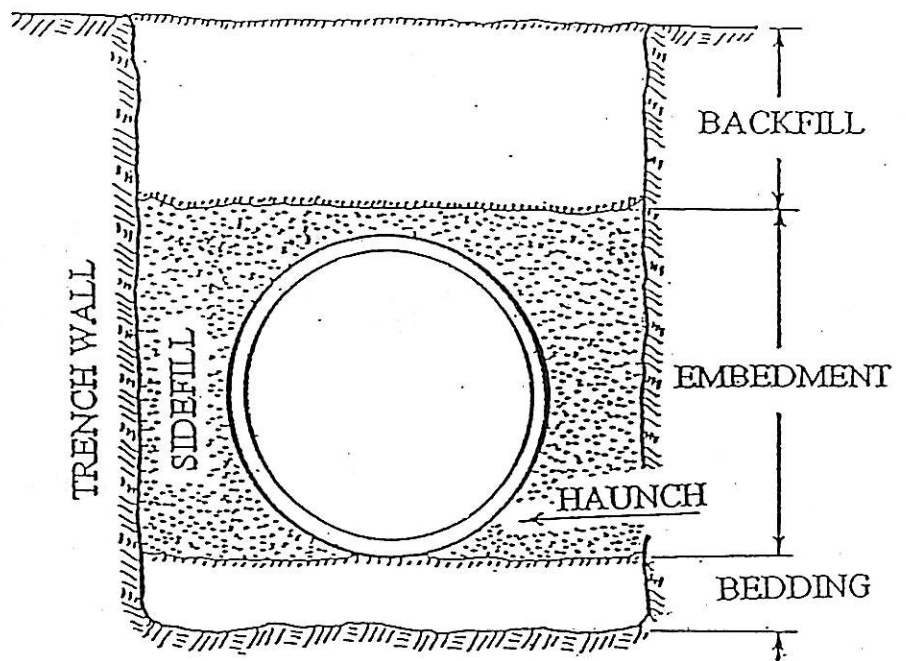 BACKFILL
TRENCH WALL
SIDEFILL
EMBEDMENT
HAUNCH
BEDDING